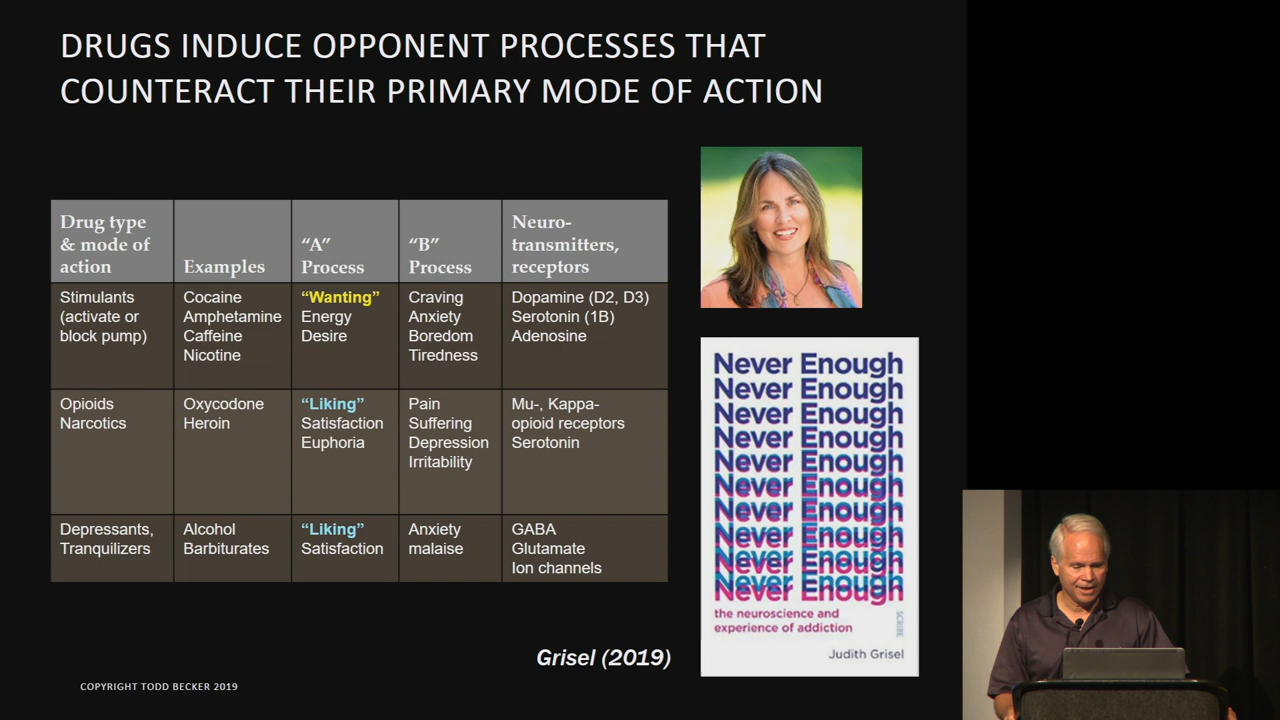 DRUGS INDUCE OPPONENT PROCESSES THAT
COUNTERACT THEIR PRIMARY MODE OF ACTION
Drug type
& mode of
action
Examples
“A”
Process
“B”
Process
Neuro-
transmitters,
receptors
Stimulants
(activate or
block pump)
Cocaine
Amphetamine
Caffeine
Nicotine
“Wanting”
Energy
Desire
Craving
Anxiety
Boredom
Tiredness
Dopamine (D2, D3)
Serotonin (1B)
Adenosine
Opioids
Narcotics
Oxycodone
Heroin
“Liking”
Satisfaction
Euphoria
Pain
Suffering
Depression
Irritability
Mu-, Kappa-
opioid receptors
Serotonin
Depressants,
Tranquilizers
Alcohol
Barbiturates
“Liking”
Satisfaction
Anxiety
malaise
GABA
Glutamate
Ion channels
Never Enough
Never Enough
Never Enough
Never Enough
Never Enough
Never Enough
Never Enough
Never Enough
Never Enough
Never Enough
the neuroscience and
experience of addiction
SCRIBE
Judith Grisel
Grisel (2019)
COPYRIGHT TODD BECKER 2019